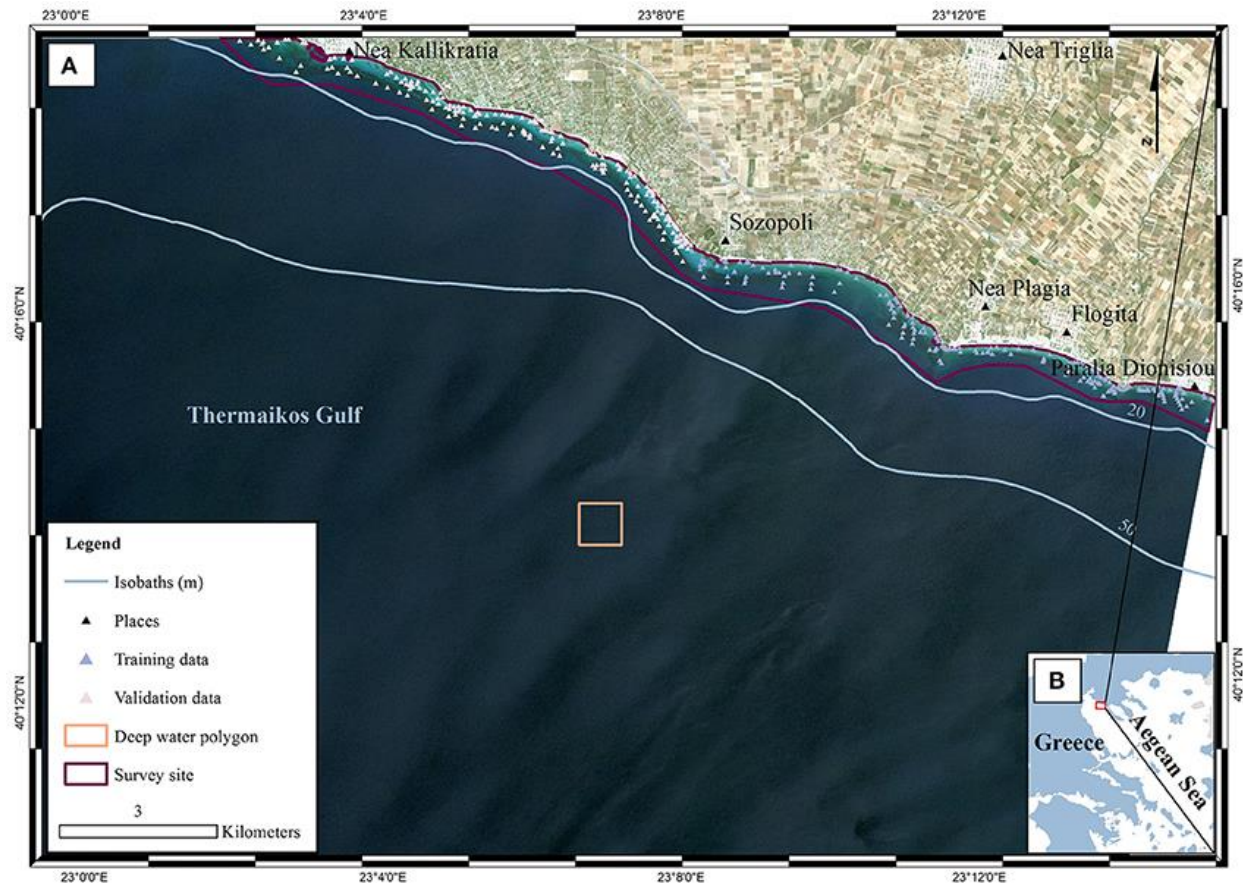 23°0'0"E 23°4'0"E 23°8'0"E 23°12'0"E
A
Nea Kallikratia
Nea Triglia
z
Sozopoli
Nea Plagia
Flogita
Paralia Dionisiou
40°16'0"N
40°16'0"N
20
Thermaikos Gulf
50
Legend
Isobaths (m)
Places
Training data
Validation data
Deep water polygon
Survey site
3
Kilometers
40°12'0"N
40°12'0"N
B
Greece
Aegean Sea
23°0'0"E 23°4'0"E 23°8'0"E 23°12'0"E